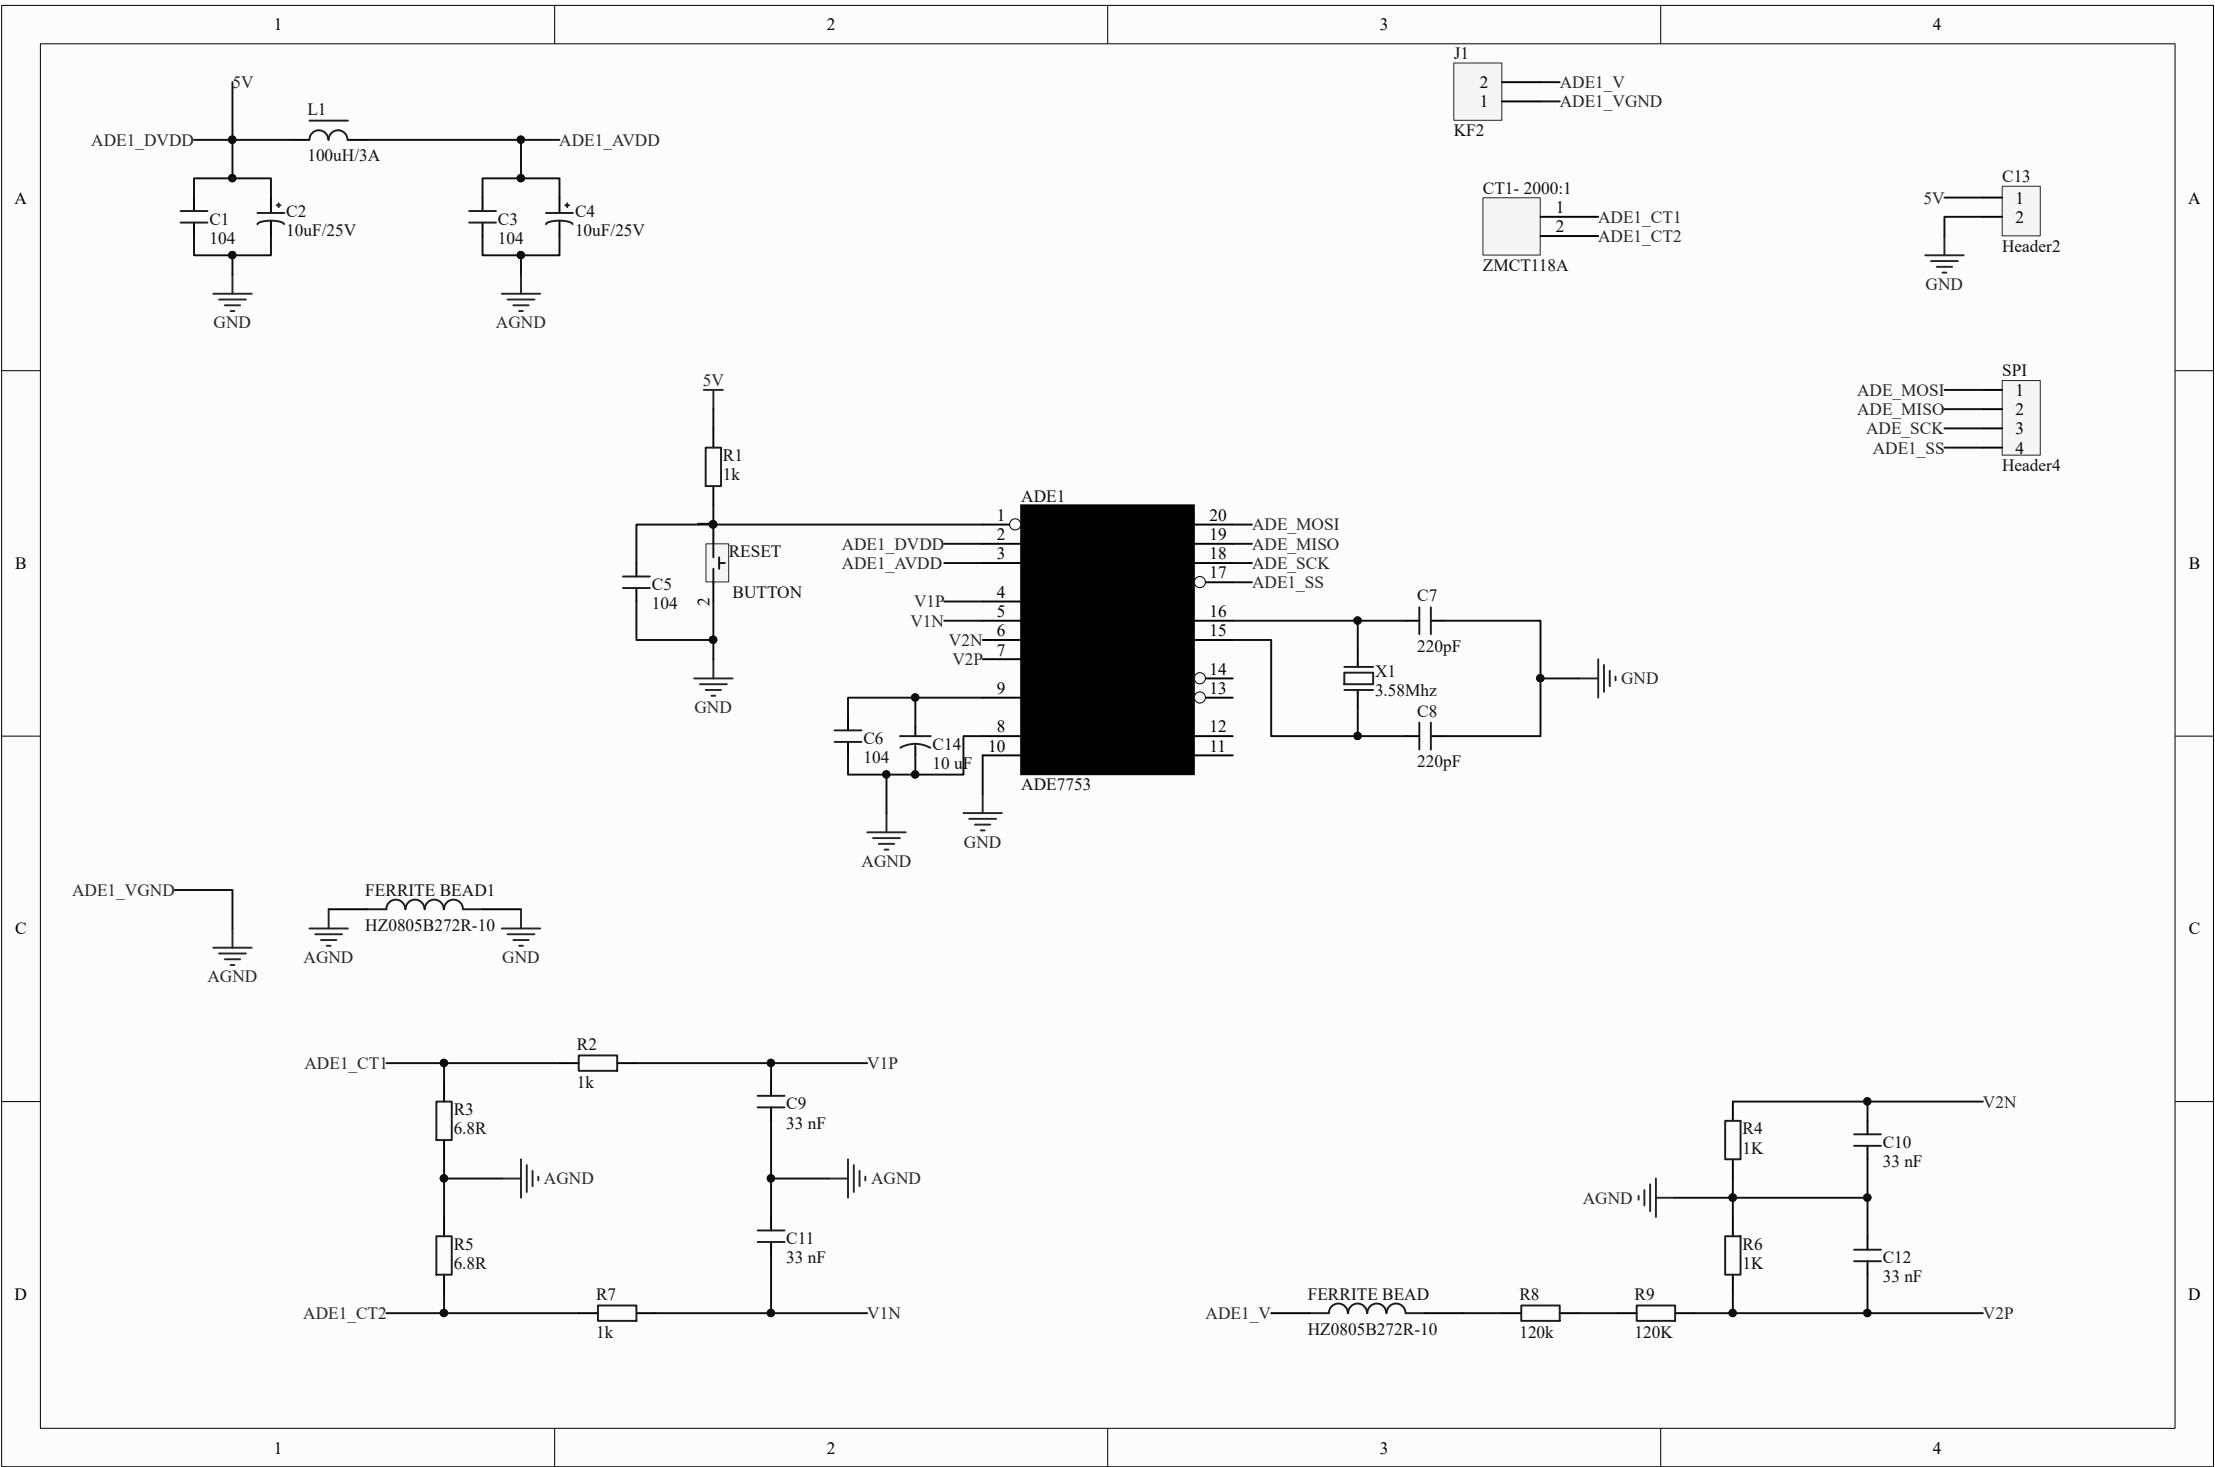 1 2 3 4
A A
B B
C C
D D
1 2 3 4
5V
L1
ADE1_DVDD
ADE1_AVDD
100uH/3A
C1
104
C2
10uF/25V
C3
104
C4
10uF/25V
GND
AGND
J1
2 ADE1_V
1 ADE1_VGND
KF2
CT1- 2000:1
1 ADE1_CT1
2 ADE1_CT2
ZMCT118A
C13
5V 1
2
Header2
GND
SPI
ADE_MOSI 1
ADE_MISO 2
ADE_SCK 3
ADE1_SS 4
Header4
5V
R1
1k
RESET
BUTTON
2
C5
104
GND
ADE1
1
ADE1_DVDD 2
ADE1_AVDD 3
V1P 4
V1N 5
V2N 6
V2P 7
9
8
10
20 ADE_MOSI
19 ADE_MISO
18 ADE_SCK
17 ADE1_SS
16
15
14
13
12
11
ADE7753
C6
104
C14
10 uF
AGND
GND
C7
220pF
X1
3.58Mhz
C8
220pF
GND
ADE1_VGND
AGND
FERRITE BEAD1
HZ0805B272R-10
AGND
GND
ADE1_CT1
R2
1k
V1P
R3
6.8R
C9
33 nF
AGND
AGND
R5
6.8R
C11
33 nF
ADE1_CT2
R7
1k
V1N
V2N
R4
1K
C10
33 nF
AGND
R6
1K
C12
33 nF
ADE1_V
FERRITE BEAD
HZ0805B272R-10
R8
120k
R9
120K
V2P